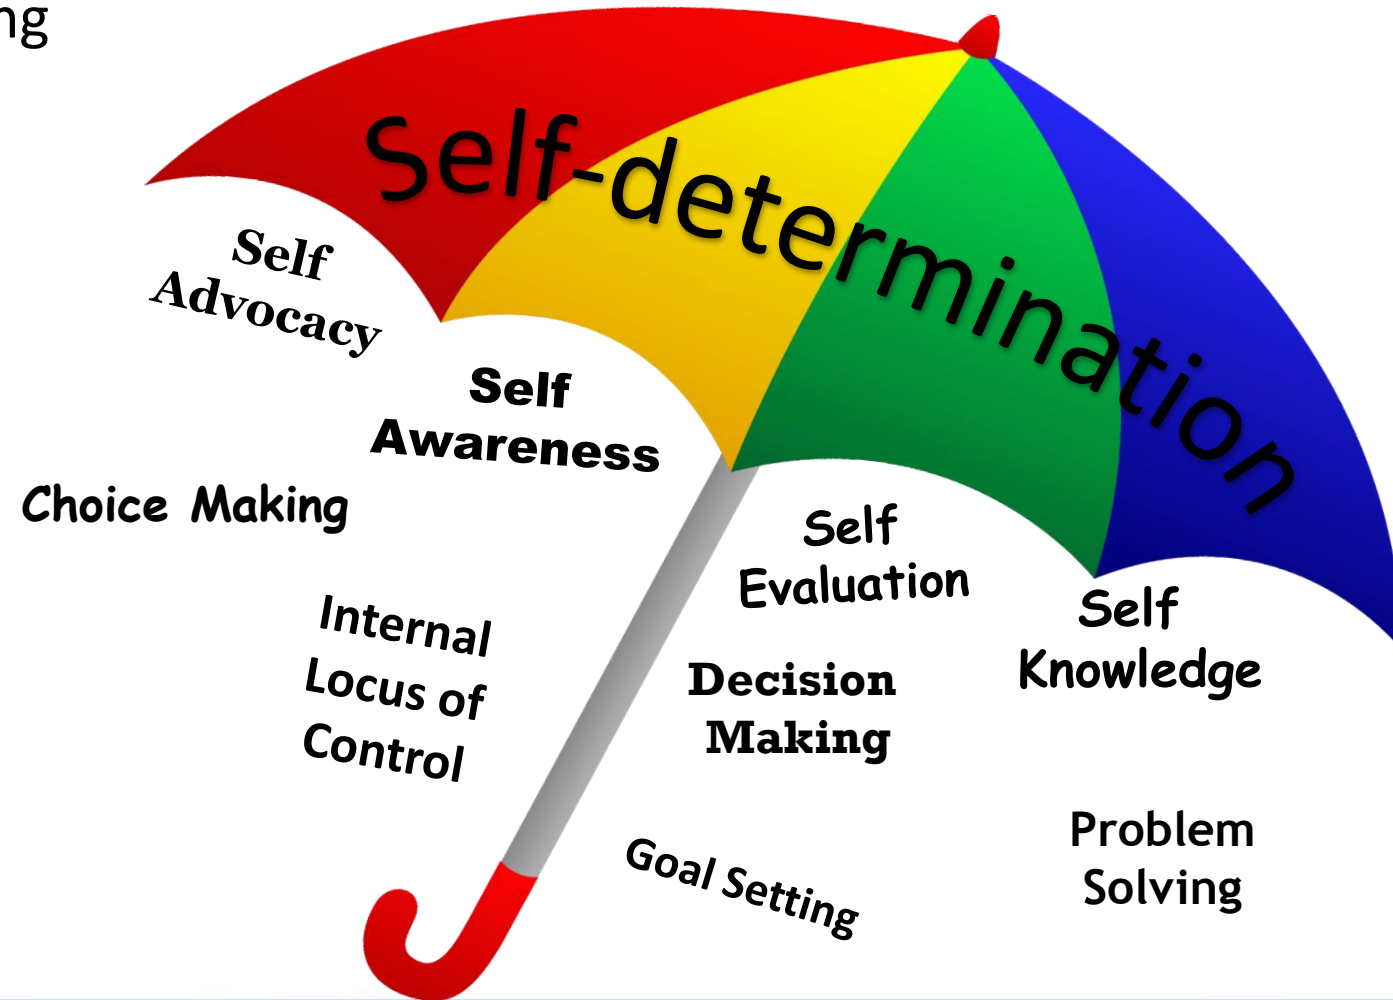 ng
Self-determination
Self
Advocacy
Self
Awareness
Choice Making
Internal
Locus of
Control
Self
Evaluation
Decision
Making
Goal Setting
Self
Knowledge
Problem
Solving